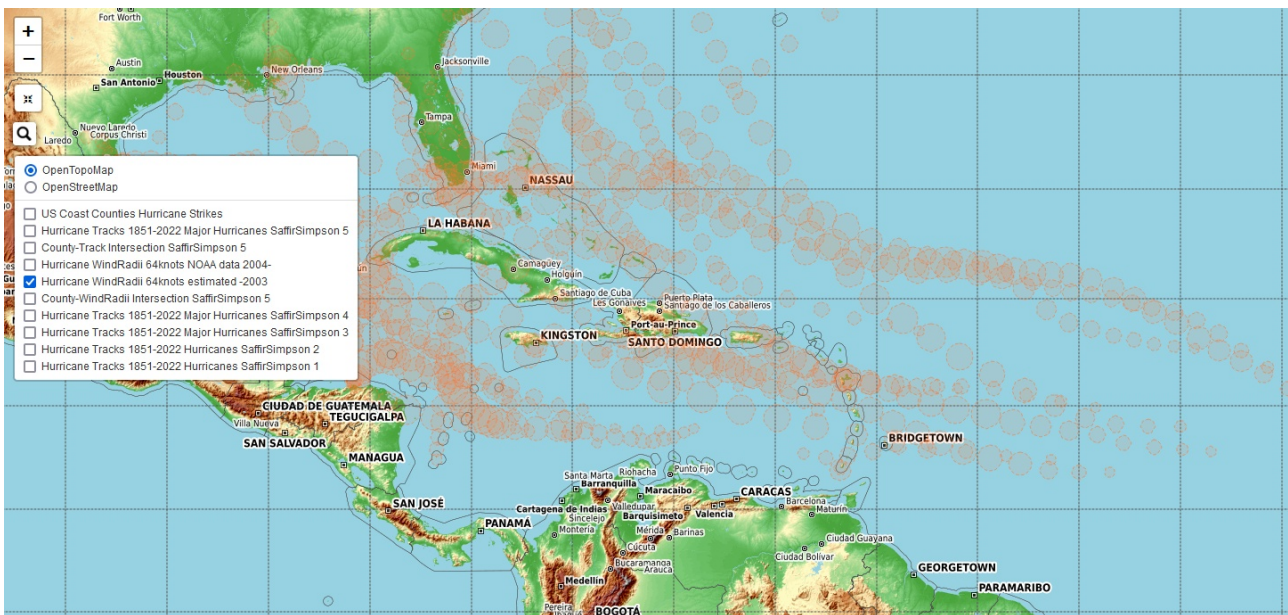 Fort Worth
Austin
San Antonio
Houston
New Orleans
Jacksonville
Nuevo Laredo
Corpus Christi
Laredo
Tampa
Miami
NASSAU
+
−
OpenTopoMap
OpenStreetMap
US Coast Counties Hurricane Strikes
Hurricane Tracks 1851-2022 Major Hurricanes SaffirSimpson 5
County-Track Intersection SaffirSimpson 5
Hurricane WindRadii 64knots NOAA data 2004-
Hurricane WindRadii 64knots estimated -2003
County-WindRadii Intersection SaffirSimpson 5
Hurricane Tracks 1851-2022 Major Hurricanes SaffirSimpson 4
Hurricane Tracks 1851-2022 Major Hurricanes SaffirSimpson 3
Hurricane Tracks 1851-2022 Hurricanes SaffirSimpson 2
Hurricane Tracks 1851-2022 Hurricanes SaffirSimpson 1
LA HABANA
Camagüey
Holguín
Santiago de Cuba
Les Gonaïves
Puerto Plata
Santiago de los Caballeros
KINGSTON
Port-au-Prince
SANTO DOMINGO
CIUDAD DE GUATEMALA
TEGUCIGALPA
Villa Nueva
SAN SALVADOR
MANAGUA
BRIDGETOWN
SAN JOSÉ
PANAMÁ
Santa Marta
Riohacha
Punto Fijo
Barranquilla
Maracaibo
CARACAS
Cartagena de Indias
Valledupar
Barcelona
Sincelejo
Barquisimeto
Valencia
Maturín
Montería
Mérida
Barinas
Cúcuta
Ciudad Guayana
Ciudad Bolívar
Bucaramanga
Arauca
GEORGETOWN
Medellín
PARAMARIBO
Pereira
BOGOTÁ